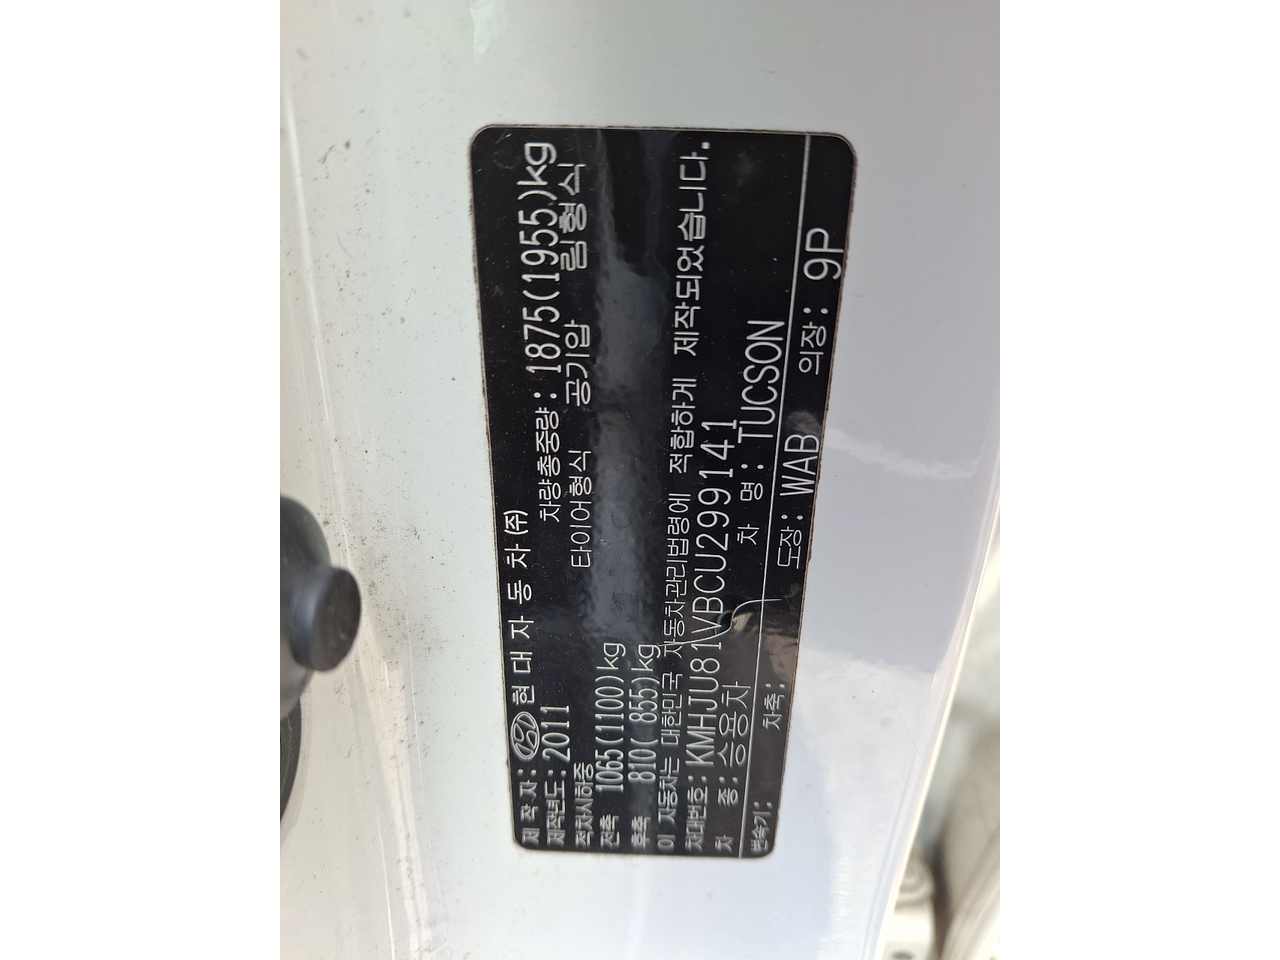 제 작 자: 현 대 자 동 차 ㈜
제작년도: 2011 차량총중량: 1875(1955)kg
적차시하중 타이어형식 공기압 림형식
전축 1065(1100)kg
후축 810( 855)kg
이 자동차는 대한민국 자동차관리법령에 적합하게 제작되었습니다.
차대번호: KMHJU81VBCU299141
차 종: 승용차 차 명: TUCSON
변속기: 차축: 도장: WAB 의장: 9P